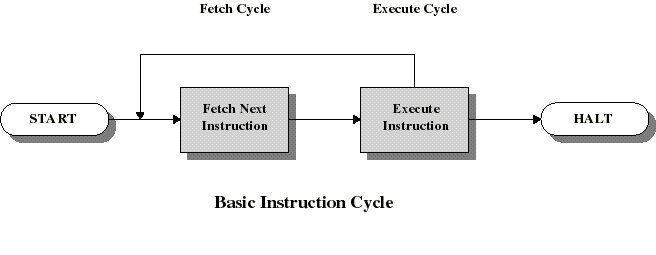 Fetch Cycle
Execute Cycle
START
Fetch Next
Instruction
Execute
Instruction
HALT
Basic Instruction Cycle